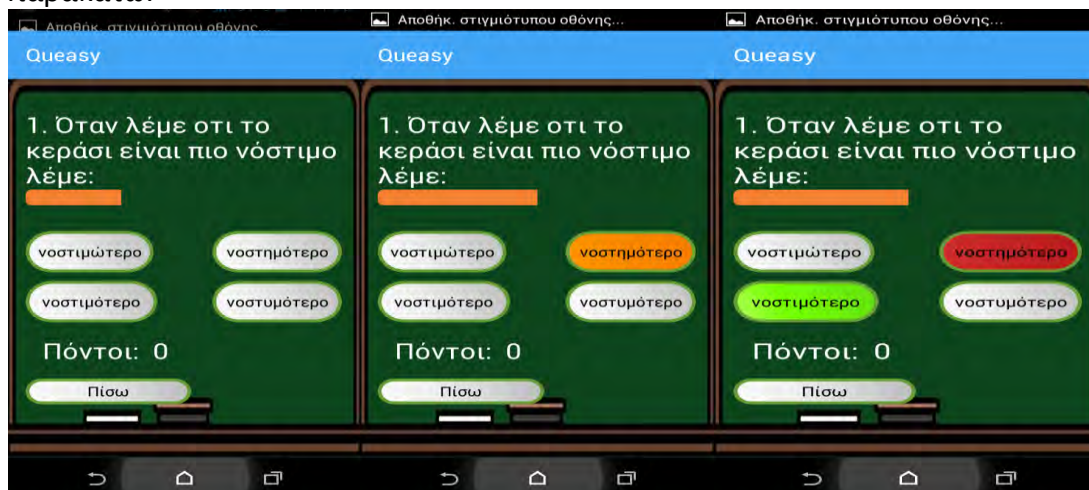 Αποθήκ. στιγμιότυπου οθόνης...
Queasy
1. Όταν λέμε οτι το
κεράσι είναι πιο νόστιμο
λέμε:
νοστιμώτερο νοστημότερο
νοστιμότερο νοστυμότερο
Πόντοι: 0
Πίσω
Αποθήκ. στιγμιότυπου οθόνης...
Queasy
1. Όταν λέμε οτι το
κεράσι είναι πιο νόστιμο
λέμε:
νοστιμώτερο νοστημότερο
νοστιμότερο νοστυμότερο
Πόντοι: 0
Πίσω
Αποθήκ. στιγμιότυπου οθόνης...
Queasy
1. Όταν λέμε οτι το
κεράσι είναι πιο νόστιμο
λέμε:
νοστιμώτερο νοστημότερο
νοστιμότερο νοστυμότερο
Πόντοι: 0
Πίσω